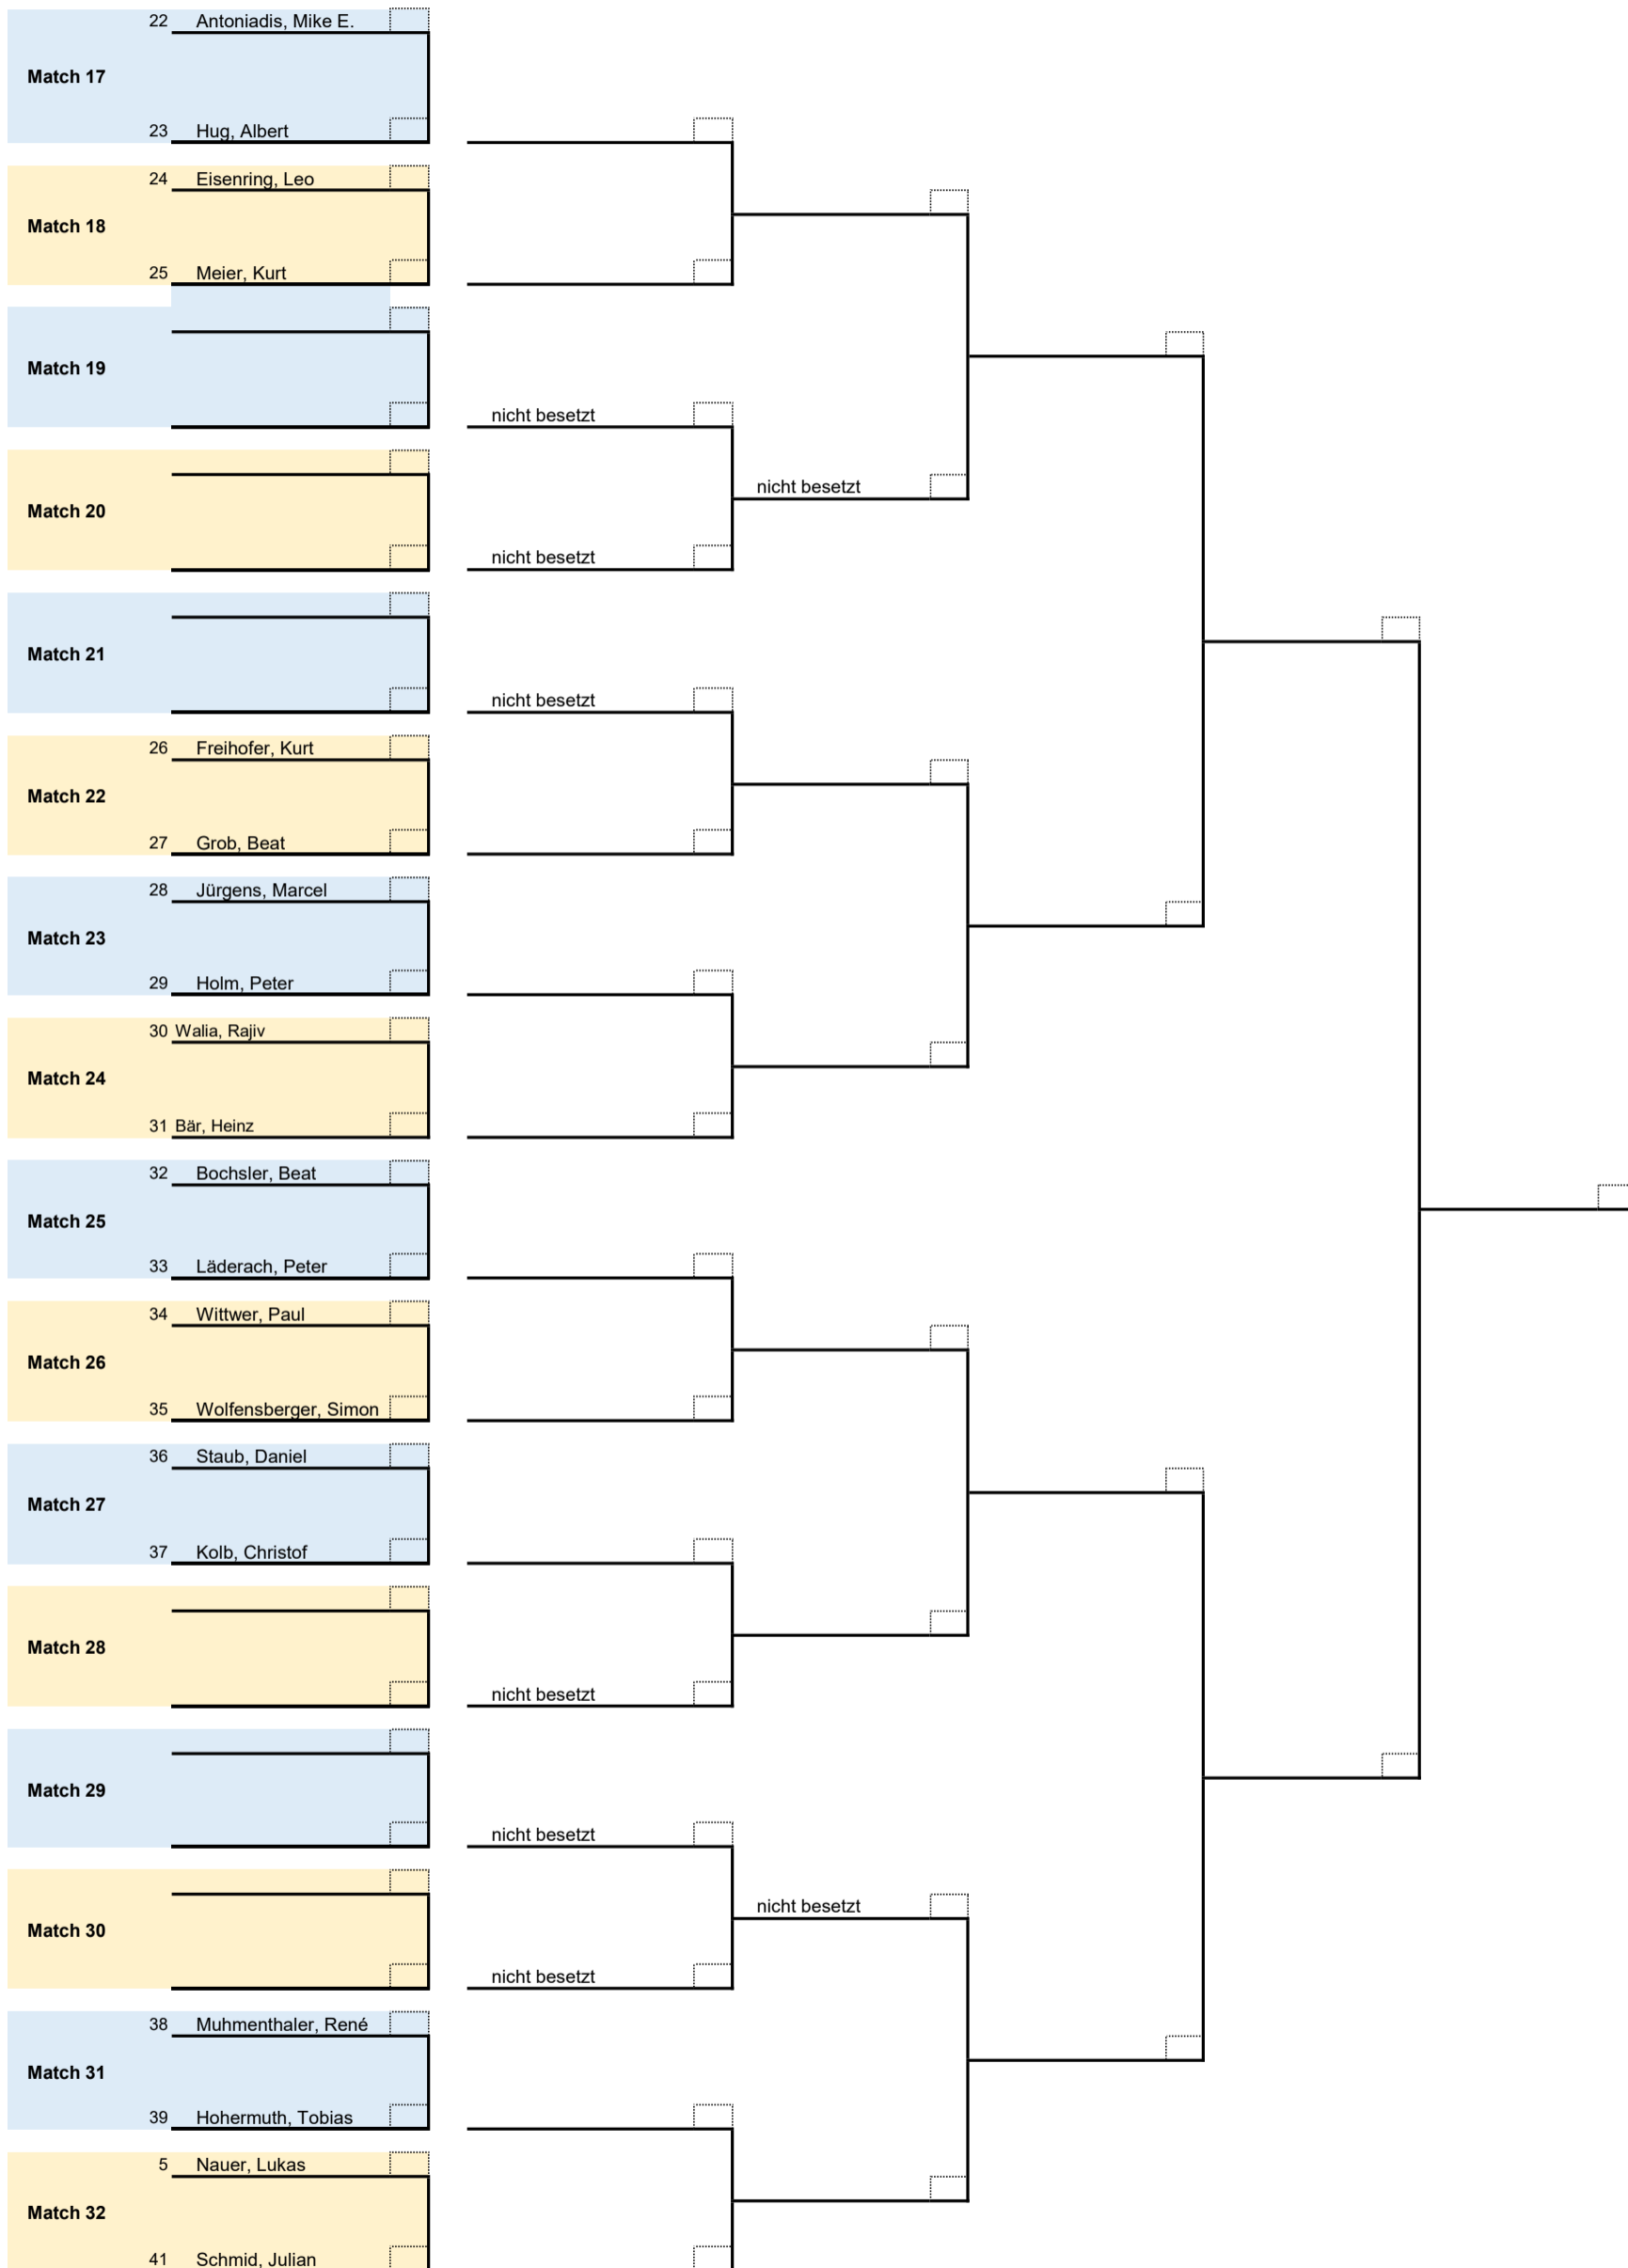 22 Antoniadis, Mike E.
Match 17
23 Hug, Albert
24 Eisenring, Leo
Match 18
25 Meier, Kurt
Match 19
nicht besetzt
nicht besetzt
Match 20
nicht besetzt
Match 21
nicht besetzt
26 Freihofer, Kurt
Match 22
27 Grob, Beat
28 Jürgens, Marcel
Match 23
29 Holm, Peter
30 Walia, Rajiv
Match 24
31 Bär, Heinz
32 Bochsler, Beat
Match 25
33 Läderach, Peter
34 Wittwer, Paul
Match 26
35 Wolfensberger, Simon
36 Staub, Daniel
Match 27
37 Kolb, Christof
Match 28
nicht besetzt
Match 29
nicht besetzt
nicht besetzt
Match 30
nicht besetzt
38 Muhmenthaler, René
Match 31
39 Hohermuth, Tobias
5 Nauer, Lukas
Match 32
41 Schmid, Julian